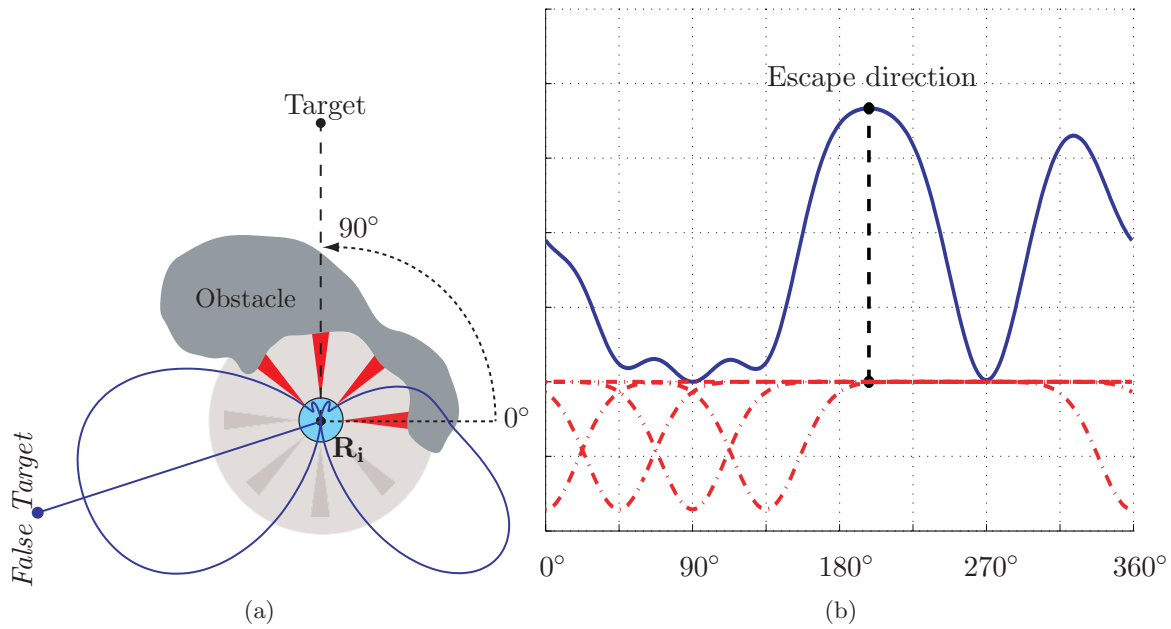 Target
90°
Obstacle
0°
R_i
False Target
(a)
Escape direction
0°
90°
180°
270°
360°
(b)